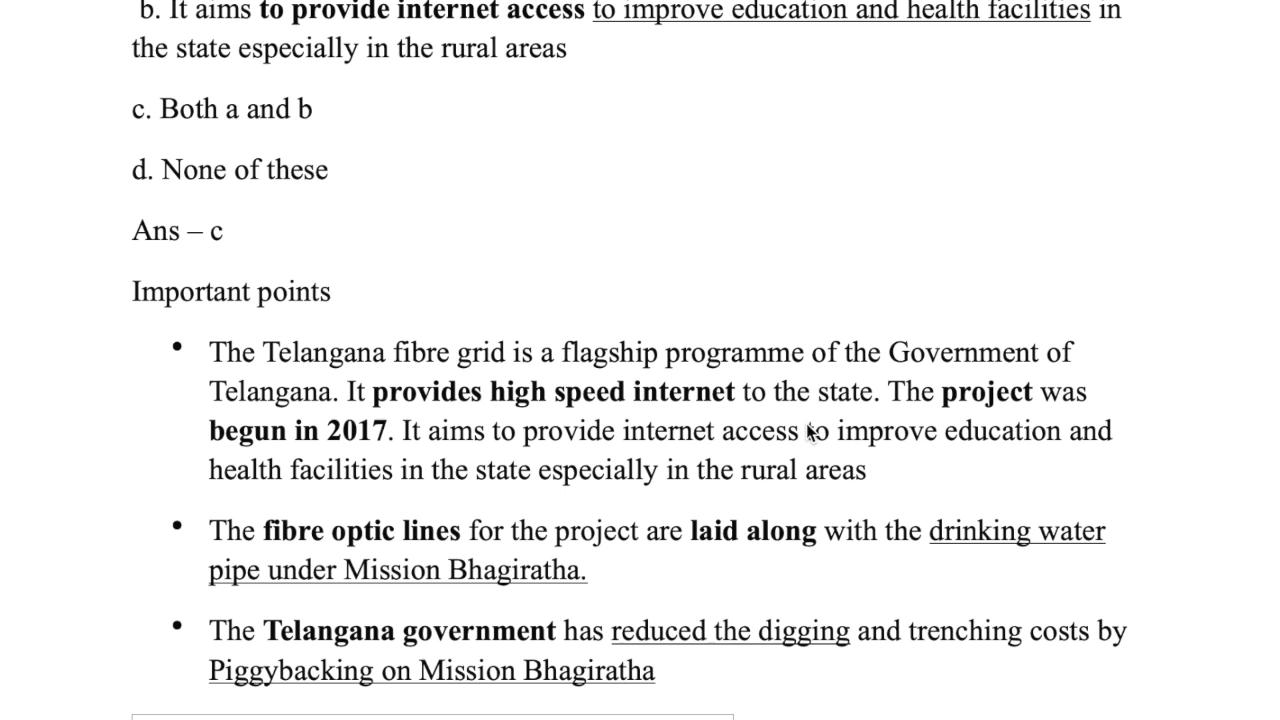 b. It aims to provide internet access to improve education and health facilities in
the state especially in the rural areas
c. Both a and b
d. None of these
Ans – c
Important points
• The Telangana fibre grid is a flagship programme of the Government of
Telangana. It provides high speed internet to the state. The project was
begun in 2017. It aims to provide internet access to improve education and
health facilities in the state especially in the rural areas
• The fibre optic lines for the project are laid along with the drinking water
pipe under Mission Bhagiratha.
• The Telangana government has reduced the digging and trenching costs by
Piggybacking on Mission Bhagiratha